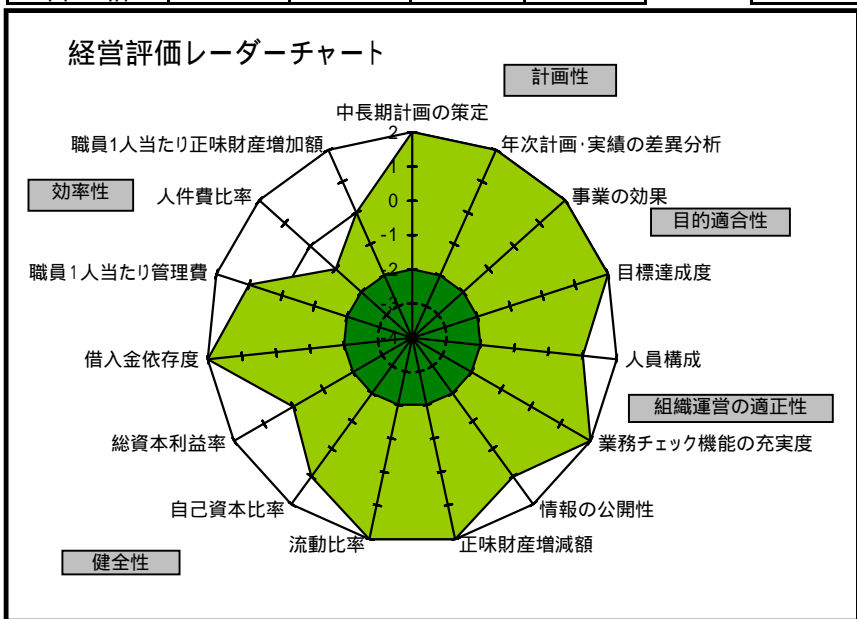 経営評価レーダーチャート
計画性
中長期計画の策定
職員1人当たり正味財産増加額
年次計画・実績の差異分析
効率性
人件費比率
事業の効果
目的適合性
職員1人当たり管理費
目標達成度
2
1
0
-1
-2
-3
-4
借入金依存度
人員構成
組織運営の適正性
総資本利益率
業務チェック機能の充実度
自己資本比率
情報の公開性
流動比率
正味財産増減額
健全性